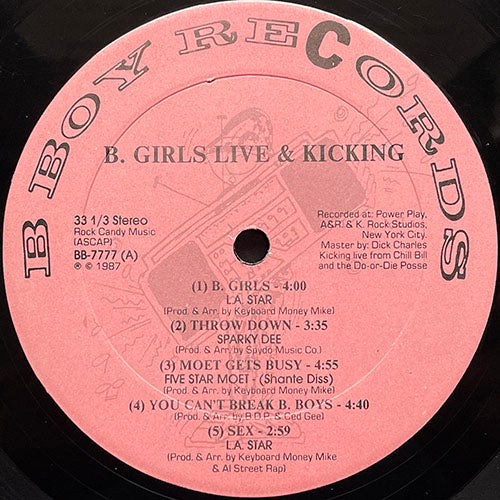 B BOY RECORDS
B. GIRLS LIVE & KICKING
33 1/3 Stereo
Rock Candy Music
(ASCAP)
BB-7777 (A)
℗ © 1987
Recorded at: Power Play,
A&R & K. Rock Studios,
New York City.
Master by: Dick Charles
Kicking live from Chill Bill
and the Do-or-Die Posse
(1) B. GIRLS - 4:00
L.A. STAR
(Prod. & Arr. by Keyboard Money Mike)
(2) THROW DOWN - 3:35
SPARKY DEE
(Prod. & Arr. by Spydo Music Co.)
(3) MOET GETS BUSY - 4:55
FIVE STAR MOET - (Shante Diss)
(Prod. & Arr. by Keyboard Money Mike)
(4) YOU CAN'T BREAK B. BOYS - 4:40
(Prod. & Arr. by B.D.P. & Ced Gee)
(5) SEX - 2:59
L.A. STAR
(Prod. & Arr. by Keyboard Money Mike
& Al Street Rap)